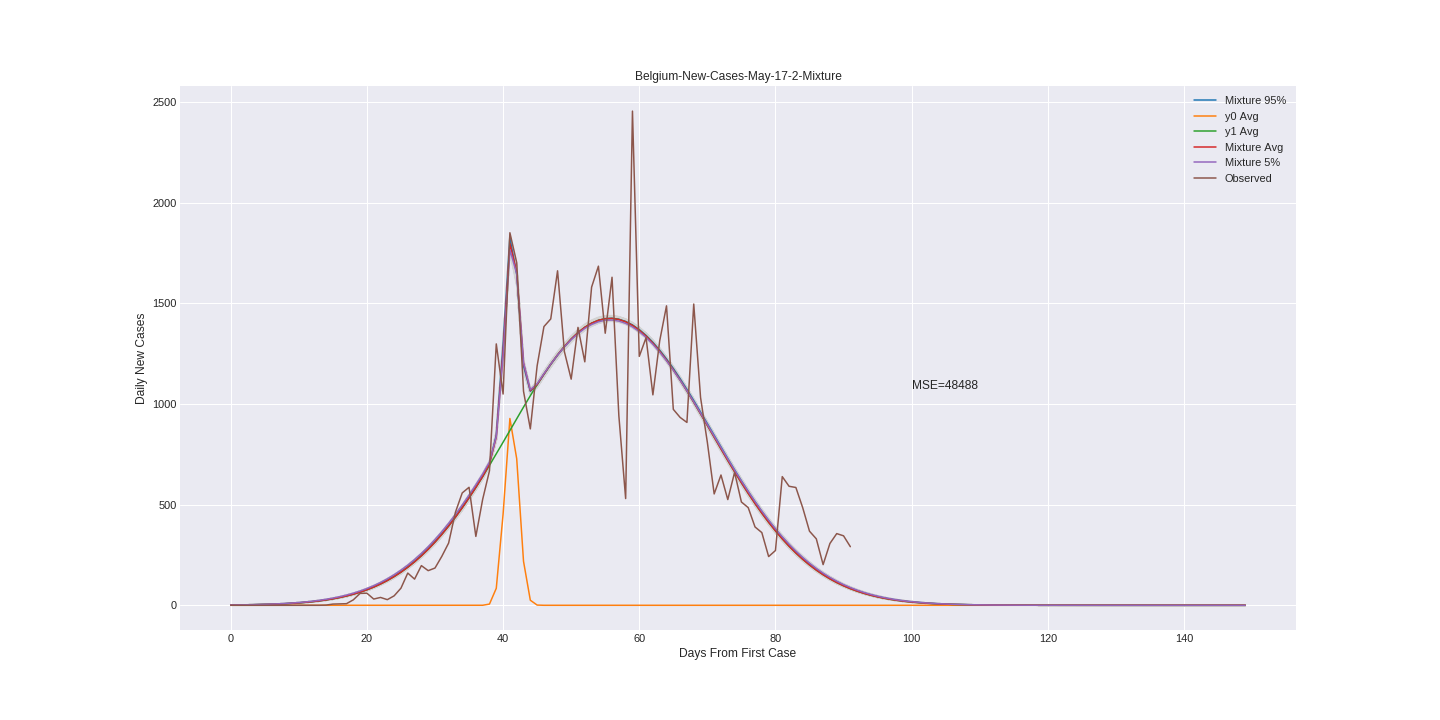 Belgium-New-Cases-May-17-2-Mixture
2500
2000
1500
1000
500
0
Daily New Cases
Mixture 95%
y0 Avg
y1 Avg
Mixture Avg
Mixture 5%
Observed
MSE=48488
0 20 40 60 80 100 120 140
Days From First Case